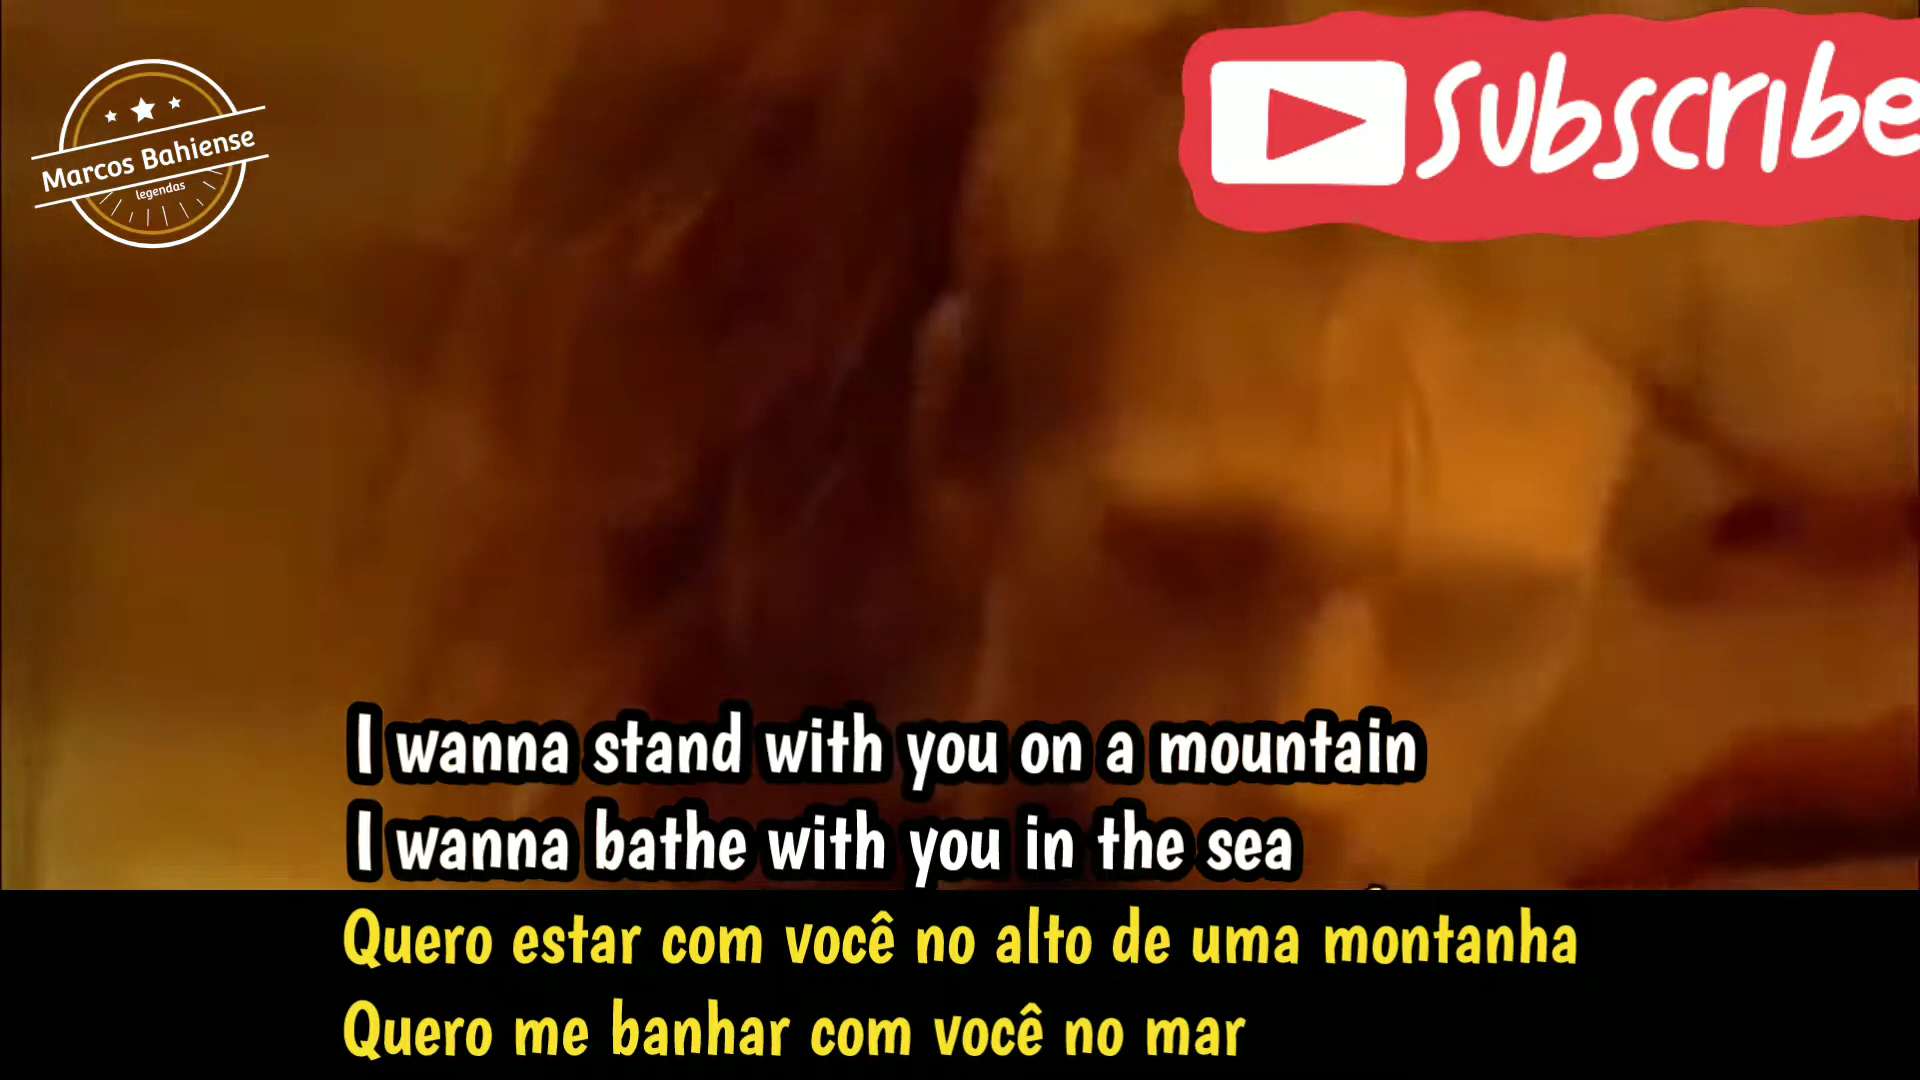 Marcos Bahiense
legendas
Subscribe
I wanna stand with you on a mountain
I wanna bathe with you in the sea
Quero estar com você no alto de uma montanha
Quero me banhar com você no mar